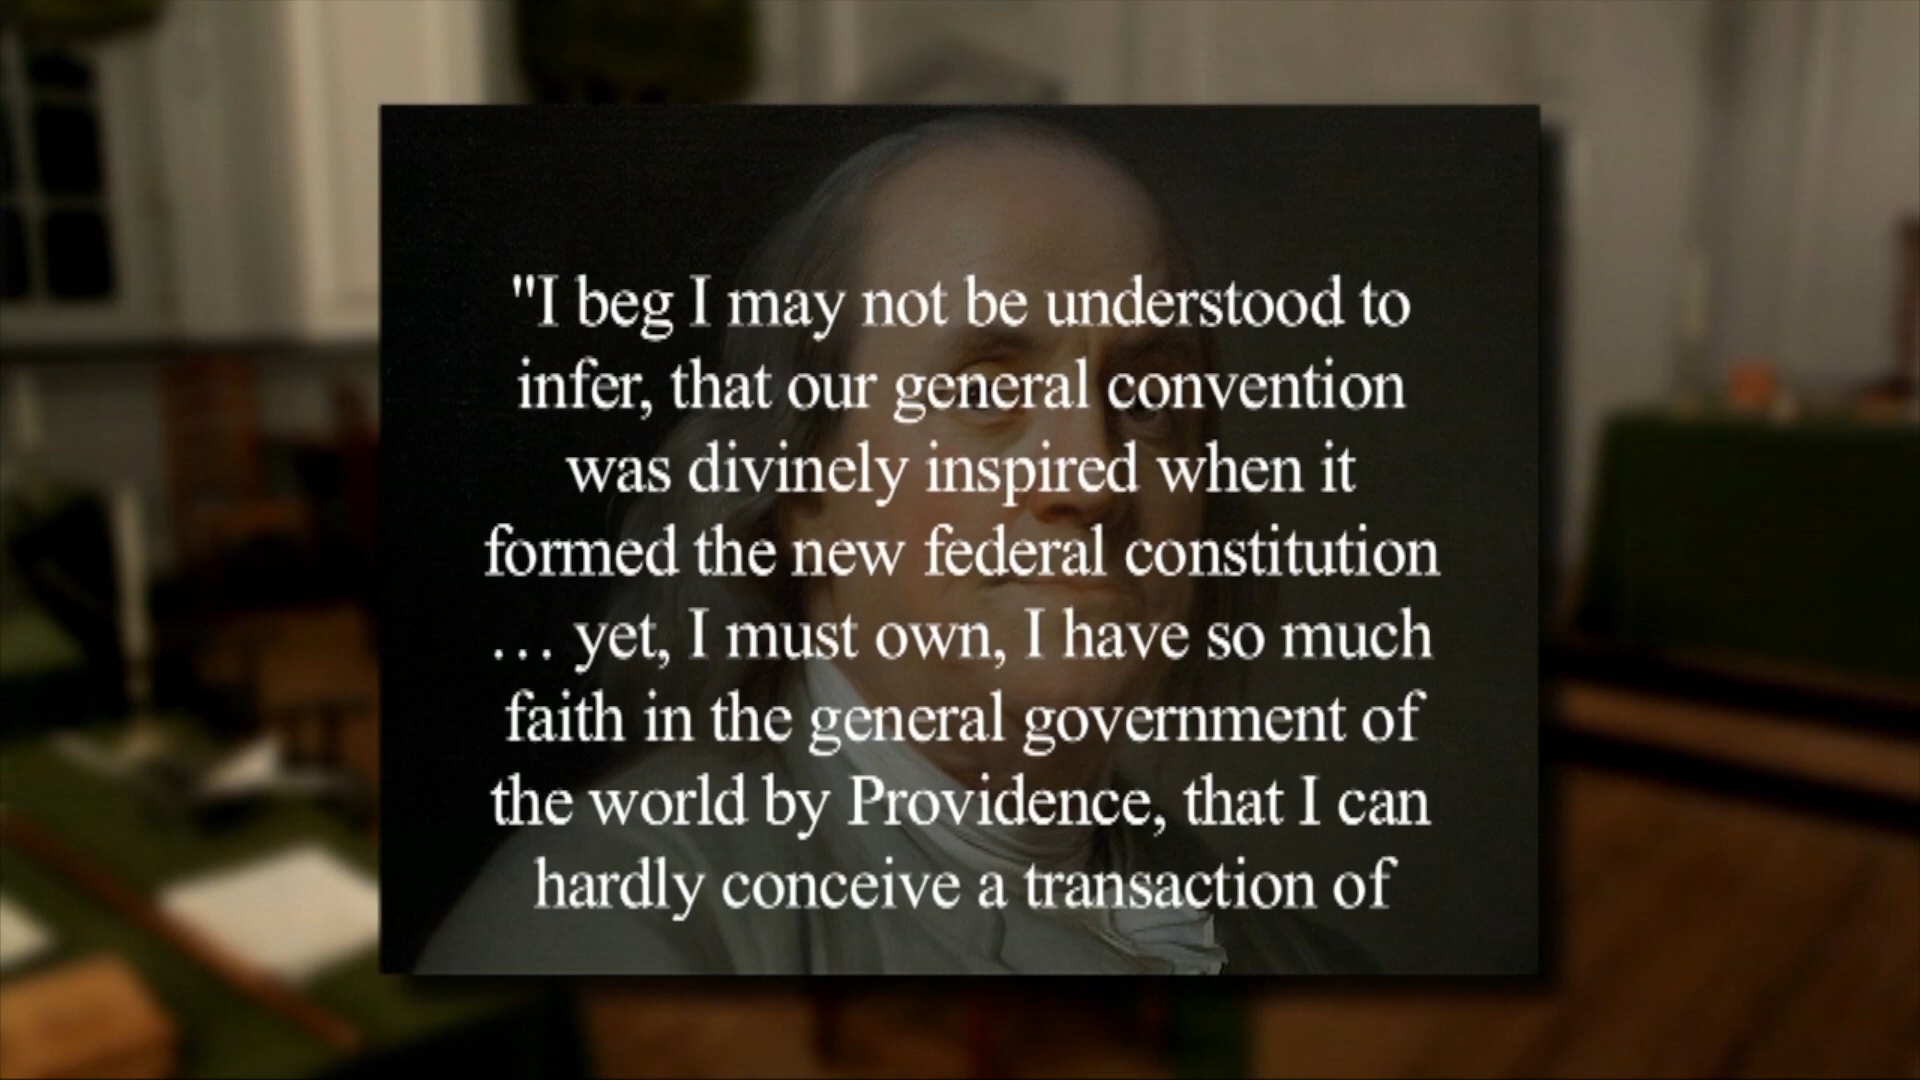 "I beg I may not be understood to
infer, that our general convention
was divinely inspired when it
formed the new federal constitution
… yet, I must own, I have so much
faith in the general government of
the world by Providence, that I can
hardly conceive a transaction of